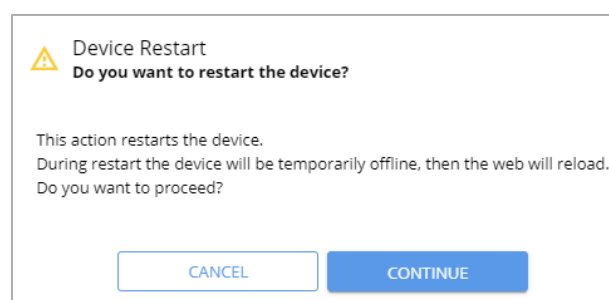 Device Restart
Do you want to restart the device?
This action restarts the device.
During restart the device will be temporarily offline, then the web will reload.
Do you want to proceed?
CANCEL CONTINUE